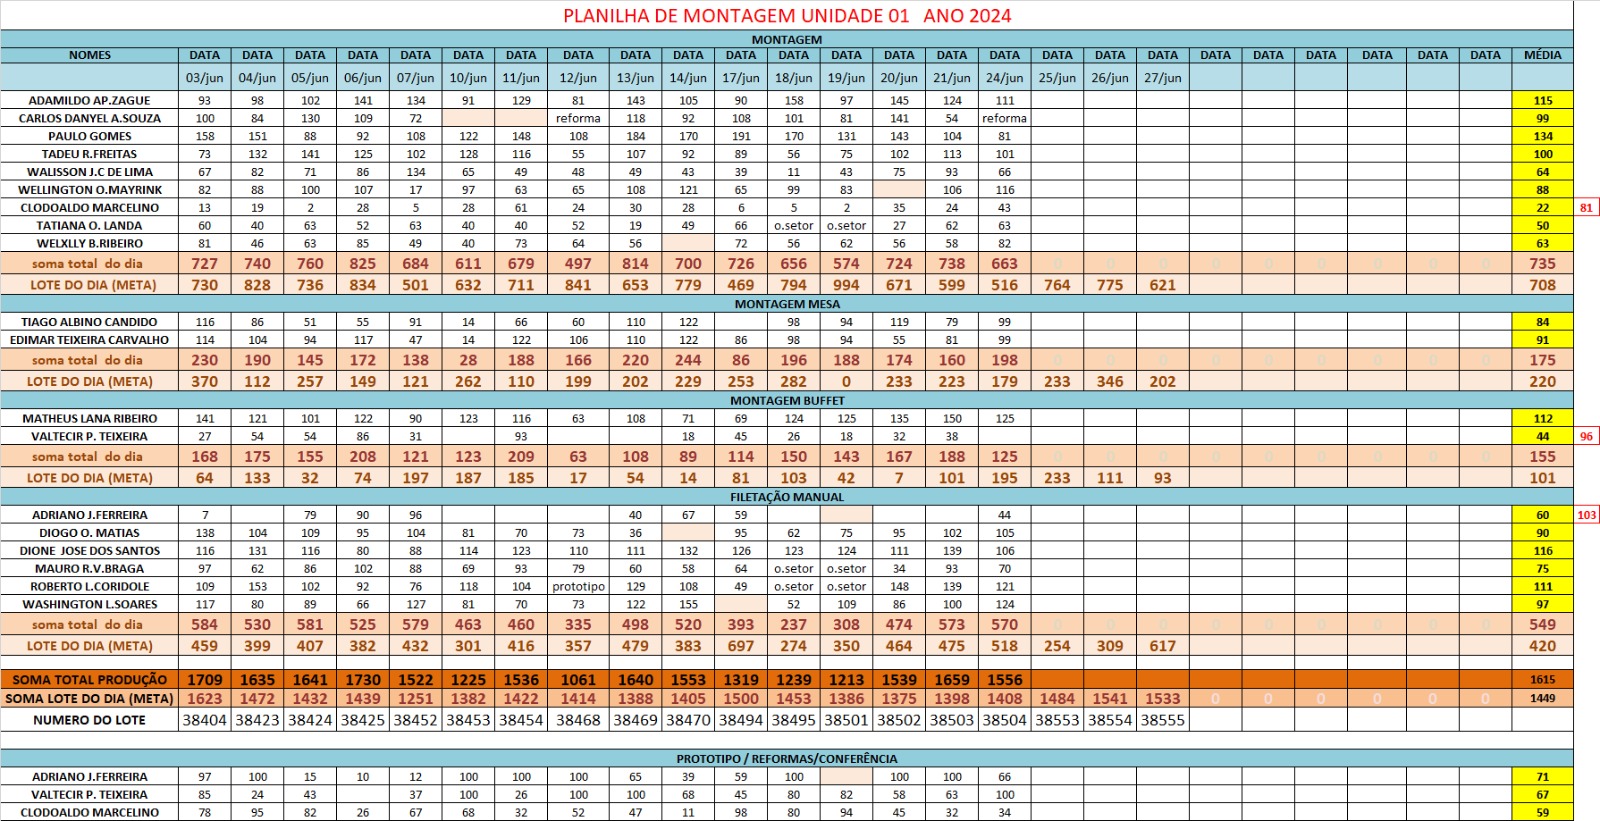 PLANILHA DE MONTAGEM UNIDADE 01 ANO 2024
MONTAGEM
NOMES DATA DATA DATA DATA DATA DATA DATA DATA DATA DATA DATA DATA DATA DATA DATA DATA DATA DATA DATA DATA DATA DATA DATA DATA DATA MÉDIA
03/jun 04/jun 05/jun 06/jun 07/jun 10/jun 11/jun 12/jun 13/jun 14/jun 17/jun 18/jun 19/jun 20/jun 21/jun 24/jun 25/jun 26/jun 27/jun
ADAMILDO AP.ZAGUE 93 98 102 141 134 91 129 81 143 105 90 158 97 145 124 111 115
CARLOS DANYEL A.SOUZA 100 84 130 109 72 reforma 118 92 108 101 81 141 54 reforma 99
PAULO GOMES 158 151 88 92 108 122 148 108 184 170 191 170 131 143 104 81 134
TADEU R.FREITAS 73 132 141 125 102 128 116 55 107 92 89 56 75 102 113 101 100
WALISSON J.C DE LIMA 67 82 71 86 134 65 49 48 49 43 39 11 43 75 93 66 64
WELLINGTON O.MAYRINK 82 88 100 107 17 97 63 65 108 121 65 99 83 106 116 88
CLODOALDO MARCELINO 13 19 2 28 5 28 61 24 30 28 6 5 2 35 24 43 22 81
TATIANA O. LANDA 60 40 63 52 63 40 40 52 19 49 66 o.setor o.setor 27 62 63 50
WELXLLY B.RIBEIRO 81 46 63 85 49 40 73 64 56 72 56 62 56 58 82 63
soma total do dia 727 740 760 825 684 611 679 497 814 700 726 656 574 724 738 663 0 0 0 0 0 0 0 0 0 735
LOTE DO DIA (META) 730 828 736 834 501 632 711 841 653 779 469 794 994 671 599 516 764 775 621 708
MONTAGEM MESA
TIAGO ALBINO CANDIDO 116 86 51 55 91 14 66 60 110 122 98 94 119 79 99 84
EDIMAR TEIXEIRA CARVALHO 114 104 94 117 47 14 122 106 110 122 86 98 94 55 81 99 91
soma total do dia 230 190 145 172 138 28 188 166 220 244 86 196 188 174 160 198 0 0 0 0 0 0 0 0 0 175
LOTE DO DIA (META) 370 112 257 149 121 262 110 199 202 229 253 282 0 233 223 179 233 346 202 220
MONTAGEM BUFFET
MATHEUS LANA RIBEIRO 141 121 101 122 90 123 116 63 108 71 69 124 125 135 150 125 112
VALTECIR P. TEIXEIRA 27 54 54 86 31 93 18 45 26 18 32 38 44 96
soma total do dia 168 175 155 208 121 123 209 63 108 89 114 150 143 167 188 125 0 0 0 0 0 0 0 0 0 155
LOTE DO DIA (META) 64 133 32 74 197 187 185 17 54 14 81 103 42 7 101 195 233 111 93 101
FILETAÇÃO MANUAL
ADRIANO J.FERREIRA 7 79 90 96 40 67 59 44 60 103
DIOGO O. MATIAS 138 104 109 95 104 81 70 73 36 95 62 75 95 102 105 90
DIONE JOSE DOS SANTOS 116 131 116 80 88 114 123 110 111 132 126 123 124 111 139 106 116
MAURO R.V.BRAGA 97 62 86 102 88 69 93 79 60 58 64 o.setor o.setor 34 93 70 75
ROBERTO L.CORIDOLE 109 153 102 92 76 118 104 prototipo 129 108 49 o.setor o.setor 148 139 121 111
WASHINGTON L.SOARES 117 80 89 66 127 81 70 73 122 155 52 109 86 100 124 97
soma total do dia 584 530 581 525 579 463 460 335 498 520 393 237 308 474 573 570 0 0 0 0 0 0 0 0 0 549
LOTE DO DIA (META) 459 399 407 382 432 301 416 357 479 383 697 274 350 464 475 518 254 309 617 420
SOMA TOTAL PRODUÇÃO 1709 1635 1641 1730 1522 1225 1536 1061 1640 1553 1319 1239 1213 1539 1659 1556 1615
SOMA LOTE DO DIA (META) 1623 1472 1432 1439 1251 1382 1422 1414 1388 1405 1500 1453 1386 1375 1398 1408 1484 1541 1533 0 0 0 0 0 0 1449
NUMERO DO LOTE 38404 38423 38424 38425 38452 38453 38454 38468 38469 38470 38494 38495 38501 38502 38503 38504 38553 38554 38555
PROTOTIPO / REFORMAS/CONFERÊNCIA
ADRIANO J.FERREIRA 97 100 15 10 12 100 100 100 65 39 59 100 100 100 66 71
VALTECIR P. TEIXEIRA 85 24 43 37 100 26 100 100 68 45 80 82 58 63 100 67
CLODOALDO MARCELINO 78 95 82 26 67 68 32 52 47 11 98 80 94 45 32 34 59